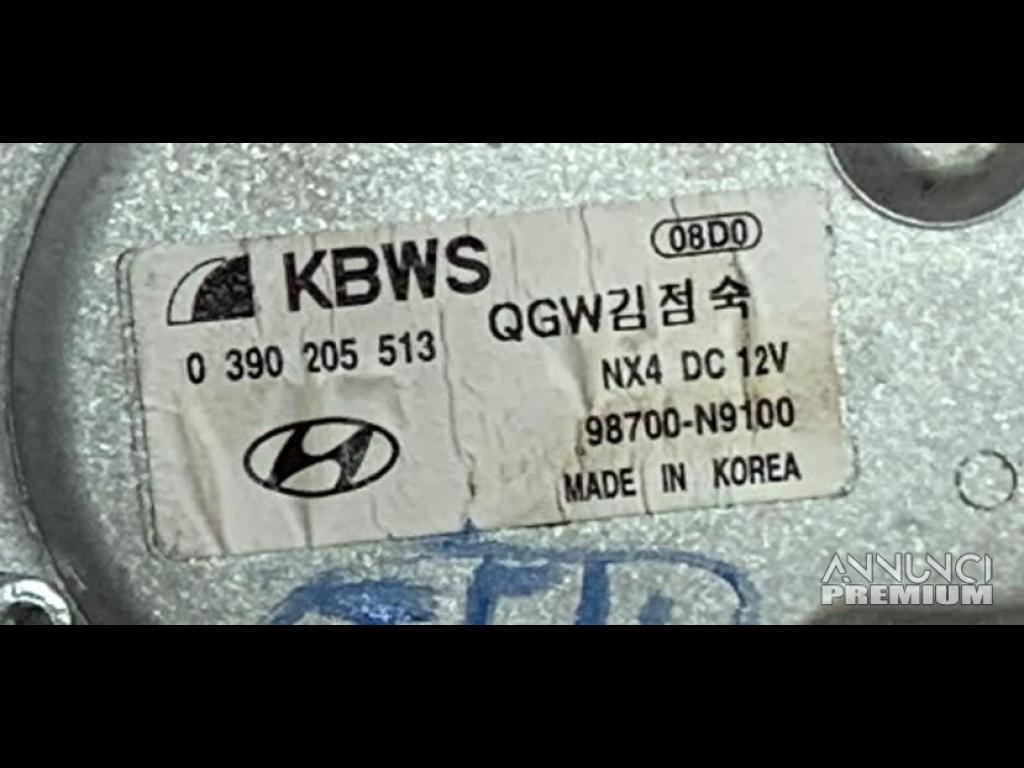 KBWS
08D0
0 390 205 513
QGW김점숙
NX4 DC 12V
98700-N9100
MADE IN KOREA
ANNUNCI
PREMIUM